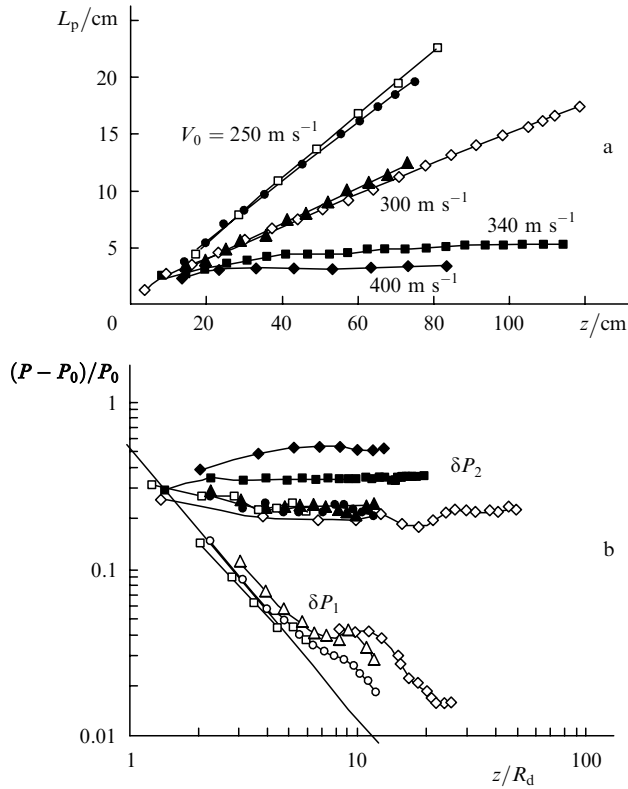 L_p/cm
20
15
10
5
0
20
40
60
80
100
z/cm
V_0 = 250 m s^{-1}
300 m s^{-1}
340 m s^{-1}
400 m s^{-1}
a
(P − P_0)/P_0
1
0.1
0.01
δP_2
δP_1
b
1
10
100
z/R_d